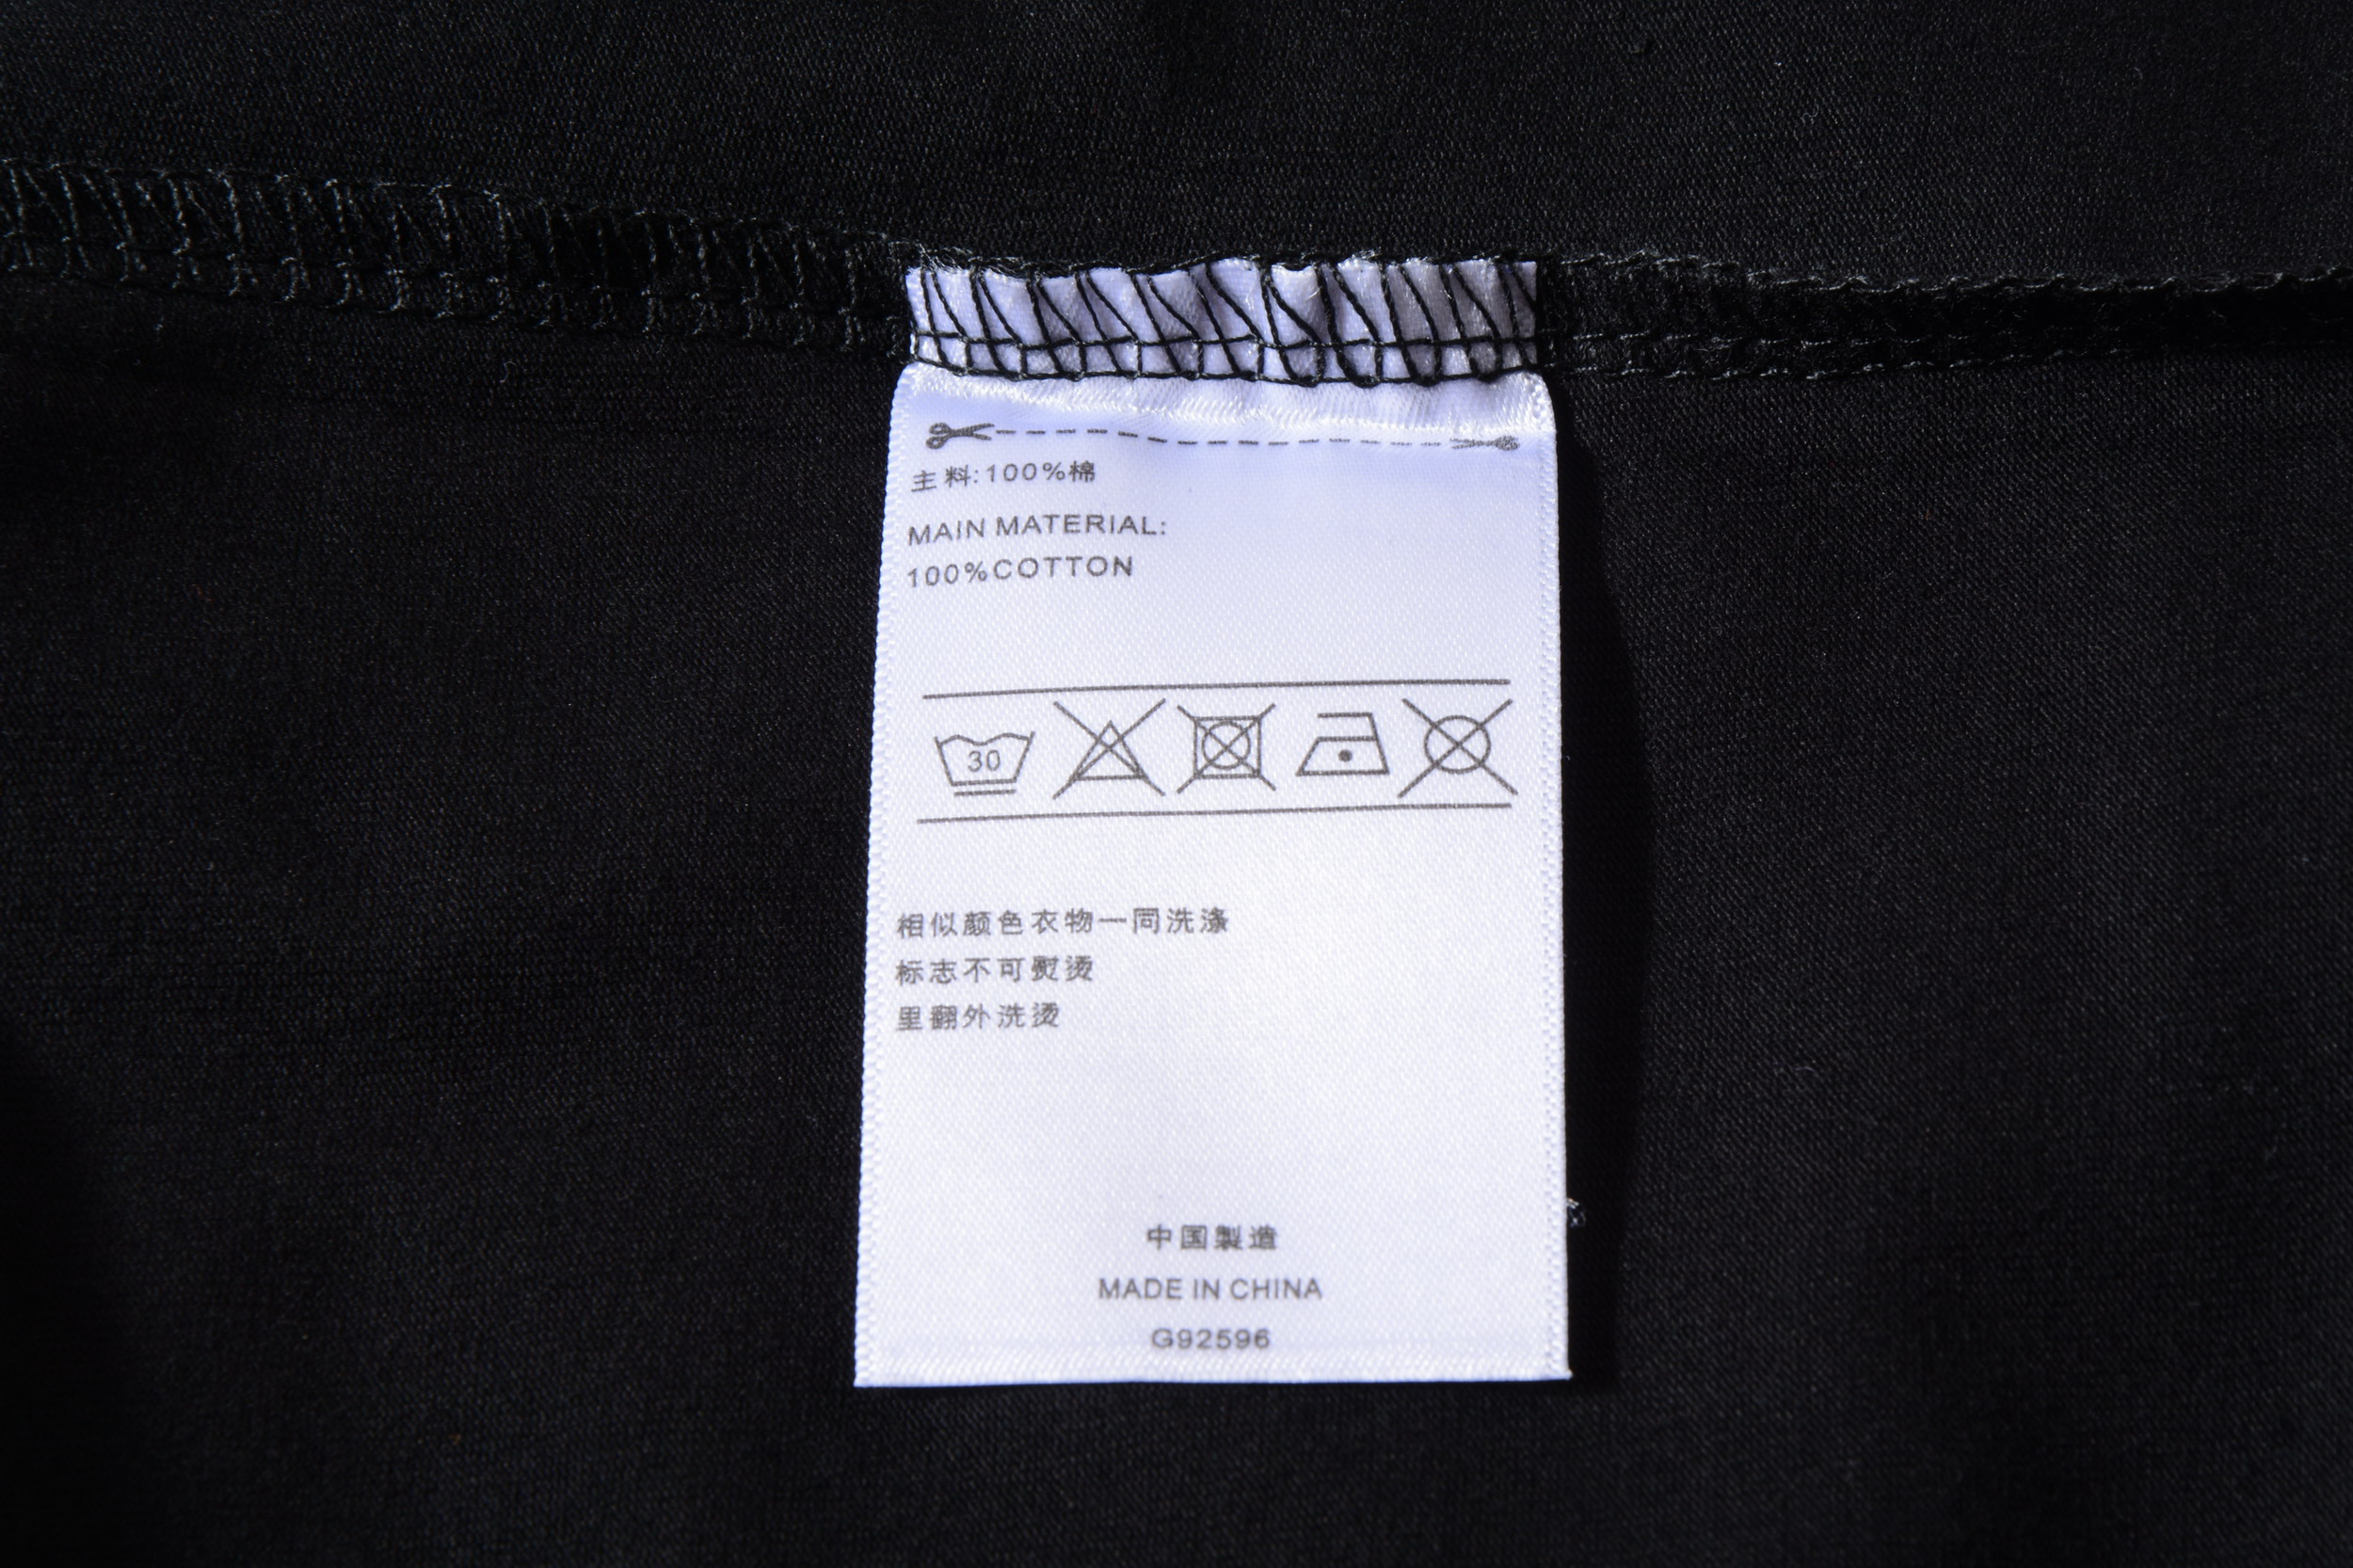 主料:100%棉
MAIN MATERIAL:
100%COTTON
30
相似颜色衣物一同洗涤
标志不可熨烫
里翻外洗烫
中国製造
MADE IN CHINA
G92596